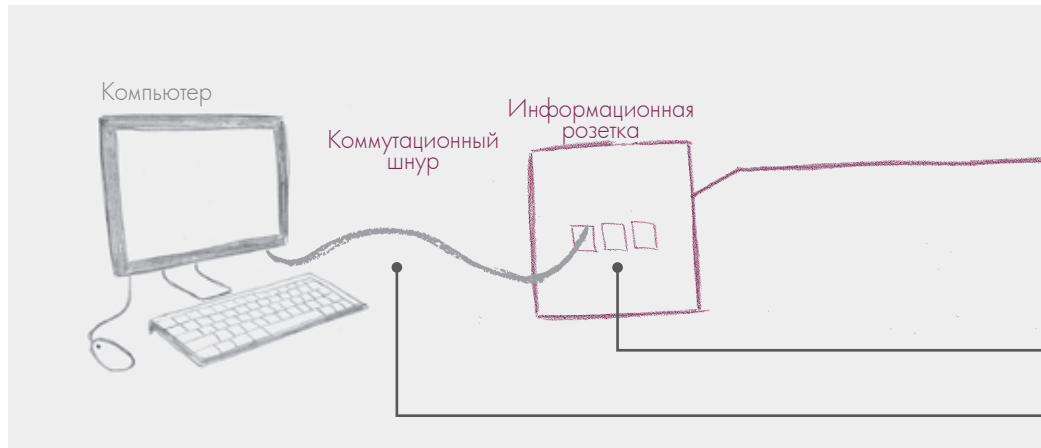 Компьютер
Коммутационный
шнур
Информационная
розетка